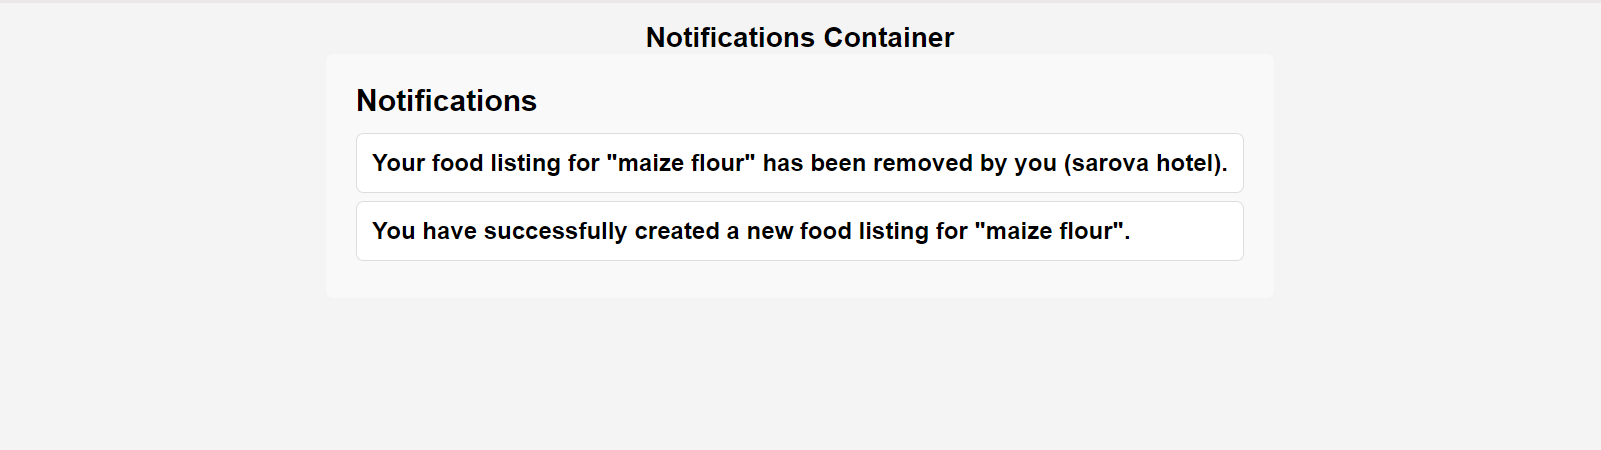 Notifications Container
Notifications
Your food listing for "maize flour" has been removed by you (sarova hotel).
You have successfully created a new food listing for "maize flour".